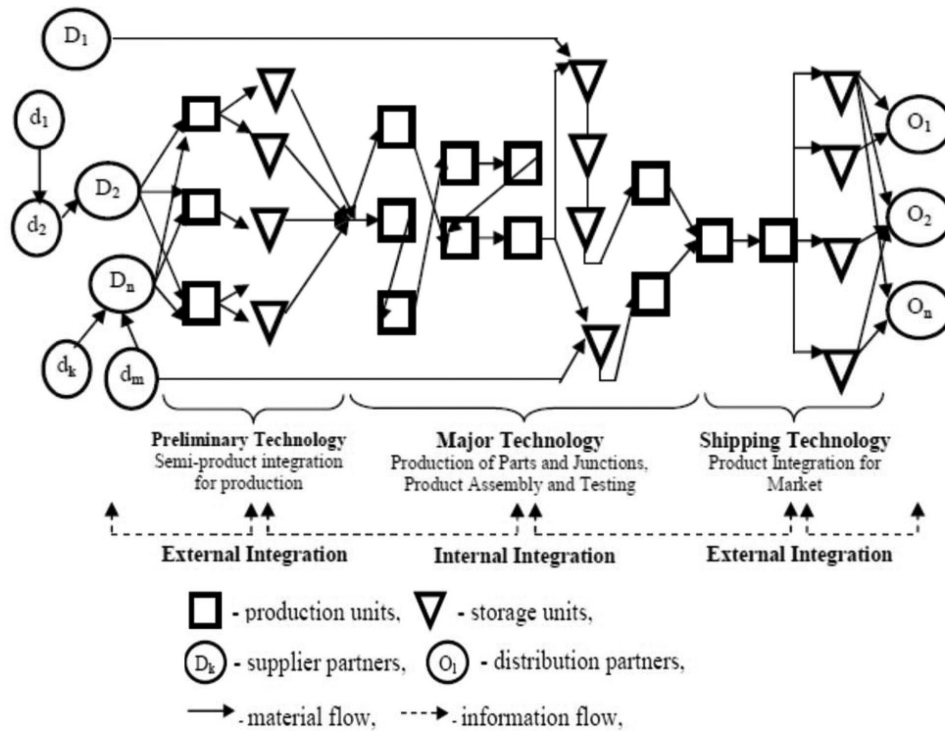 D1
d1
d2
D2
Dn
dk
dm
O1
O2
On
Preliminary Technology
Semi-product integration
for production
Major Technology
Production of Parts and Junctions,
Product Assembly and Testing
Shipping Technology
Product Integration for
Market
External Integration
Internal Integration
External Integration
- production units,
- storage units,
Dk - supplier partners,
O1 - distribution partners,
- material flow,
- information flow,